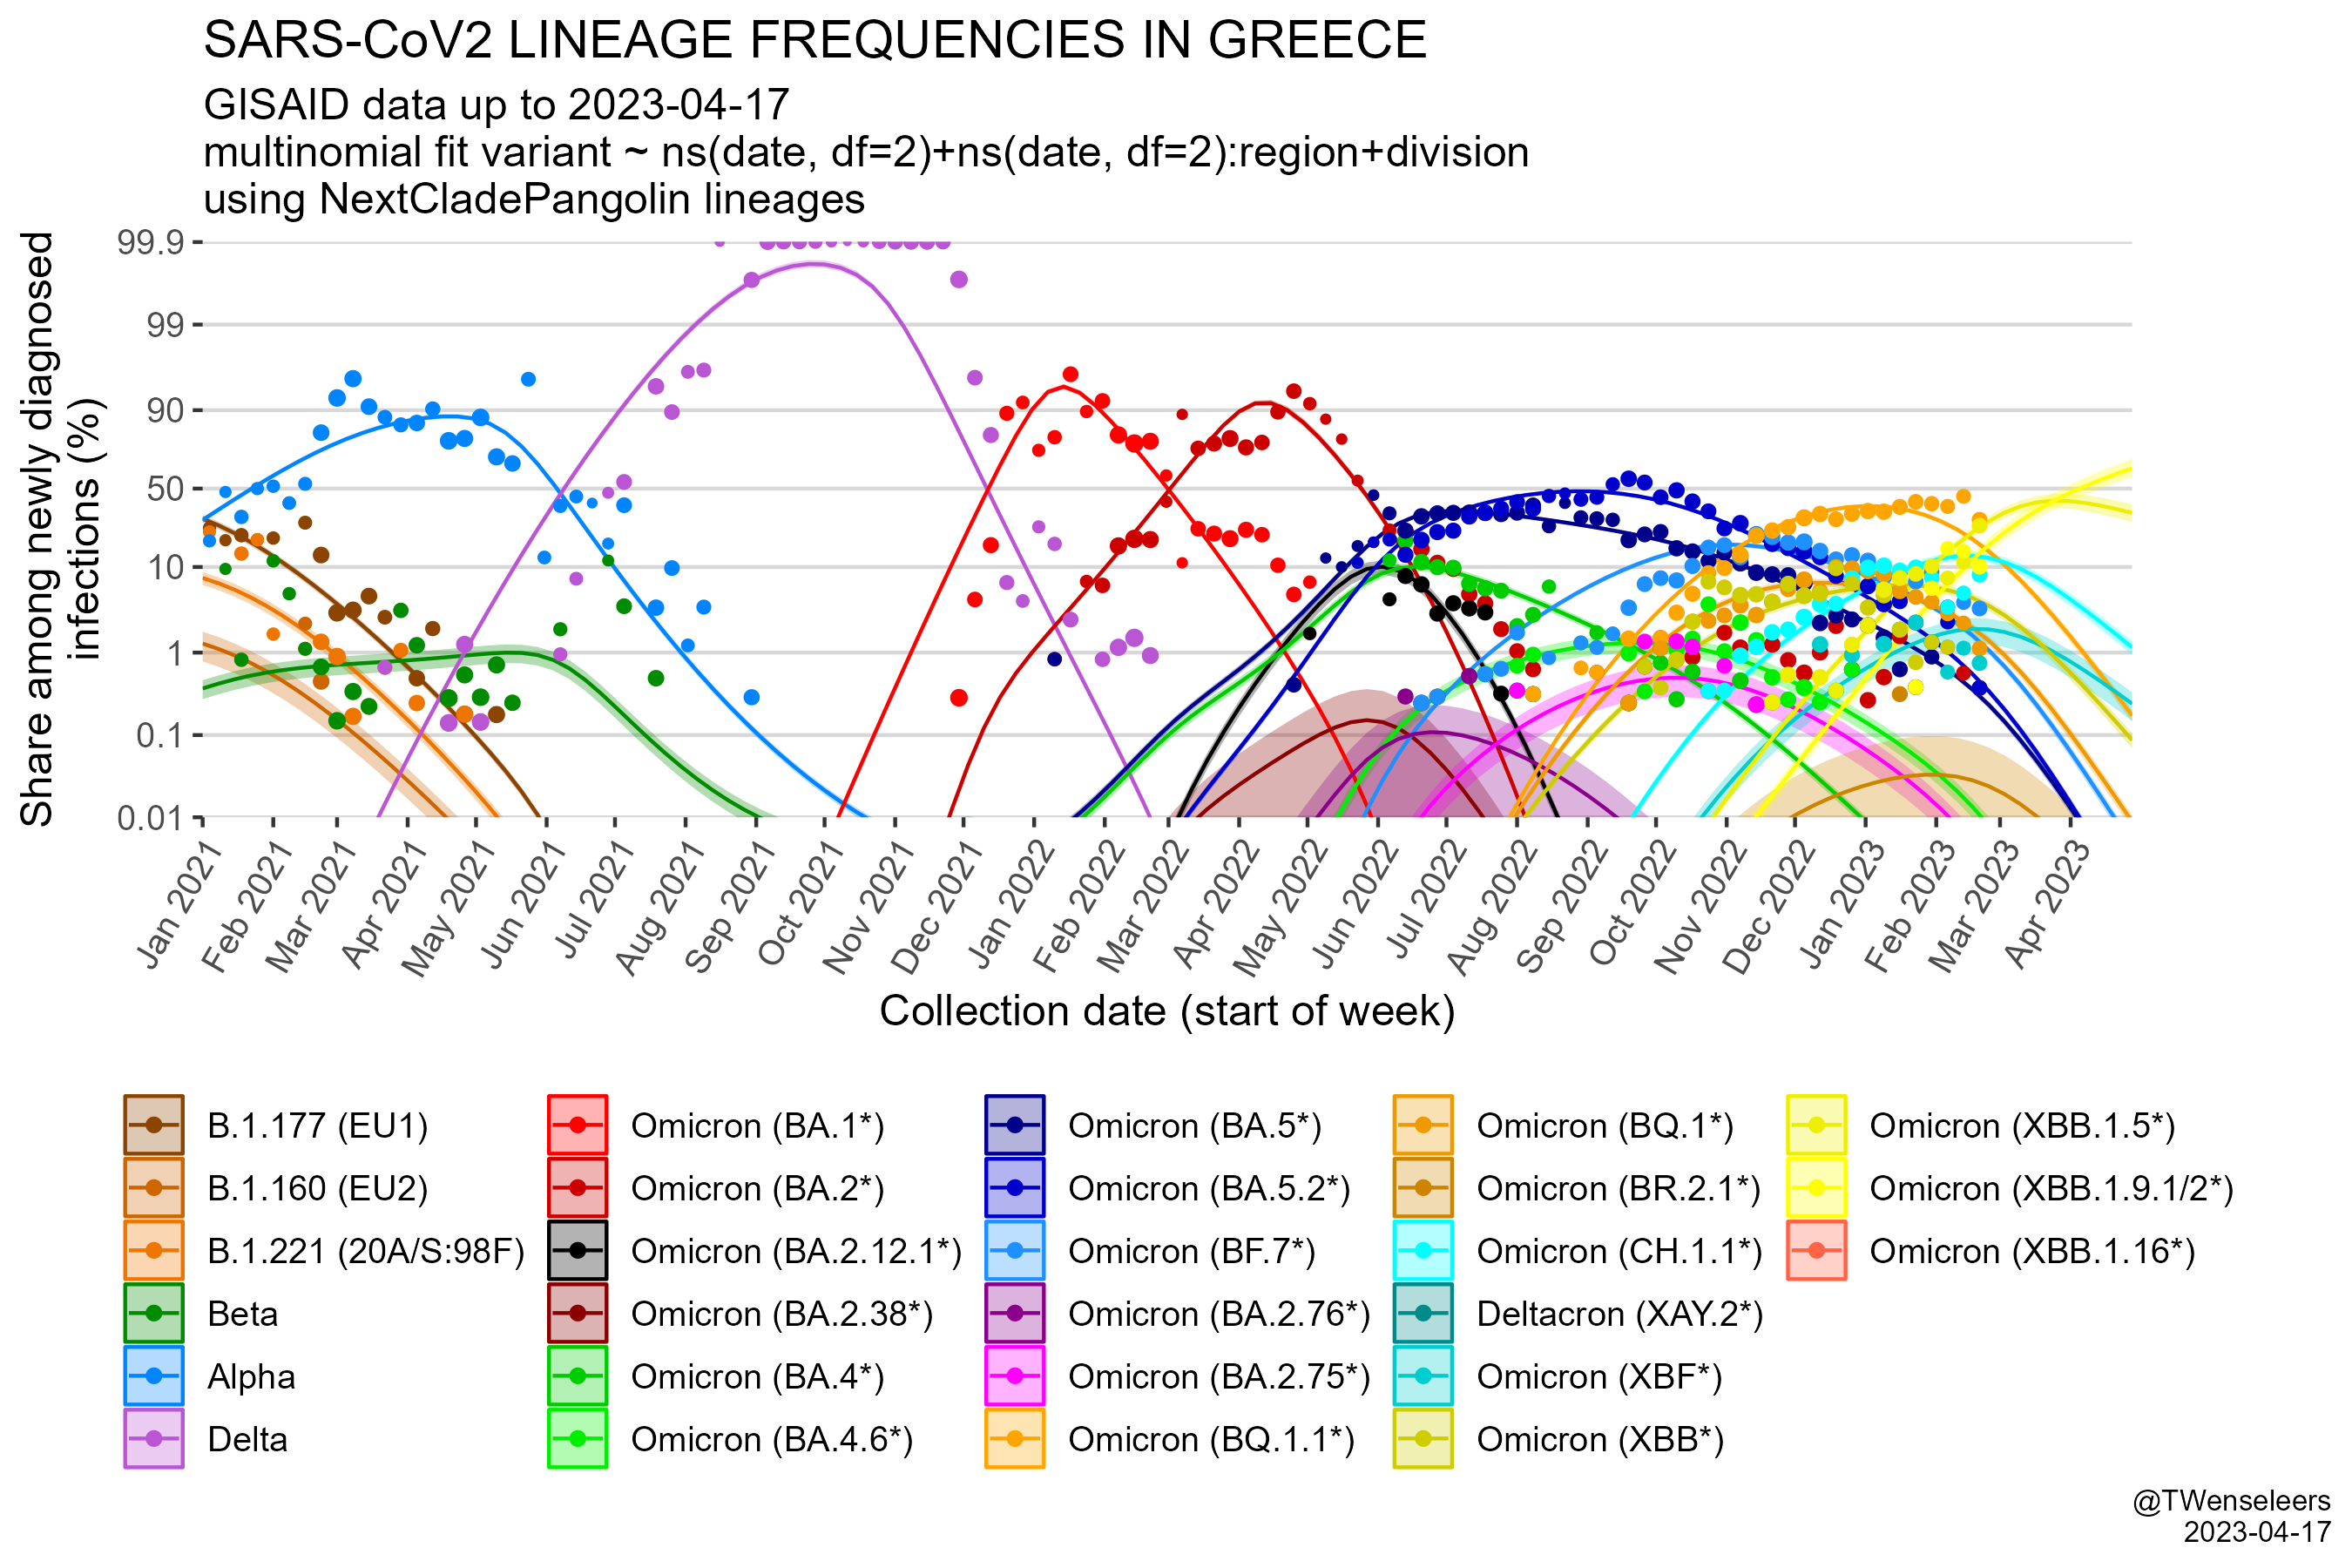 SARS-CoV2 LINEAGE FREQUENCIES IN GREECE
GISAID data up to 2023-04-17
multinomial fit variant ~ ns(date, df=2)+ns(date, df=2):region+division
using NextCladePangolin lineages
Share among newly diagnosed
infections (%)
99.9
99
90
50
10
1
0.1
0.01
Jan 2021
Feb 2021
Mar 2021
Apr 2021
May 2021
Jun 2021
Jul 2021
Aug 2021
Sep 2021
Oct 2021
Nov 2021
Dec 2021
Jan 2022
Feb 2022
Mar 2022
Apr 2022
May 2022
Jun 2022
Jul 2022
Aug 2022
Sep 2022
Oct 2022
Nov 2022
Dec 2022
Jan 2023
Feb 2023
Mar 2023
Apr 2023
Collection date (start of week)
B.1.177 (EU1)
B.1.160 (EU2)
B.1.221 (20A/S:98F)
Beta
Alpha
Delta
Omicron (BA.1*)
Omicron (BA.2*)
Omicron (BA.2.12.1*)
Omicron (BA.2.38*)
Omicron (BA.4*)
Omicron (BA.4.6*)
Omicron (BA.5*)
Omicron (BA.5.2*)
Omicron (BF.7*)
Omicron (BA.2.76*)
Omicron (BA.2.75*)
Omicron (BQ.1.1*)
Omicron (BQ.1*)
Omicron (BR.2.1*)
Omicron (CH.1.1*)
Deltacron (XAY.2*)
Omicron (XBF*)
Omicron (XBB*)
Omicron (XBB.1.5*)
Omicron (XBB.1.9.1/2*)
Omicron (XBB.1.16*)
@TWenseleers
2023-04-17